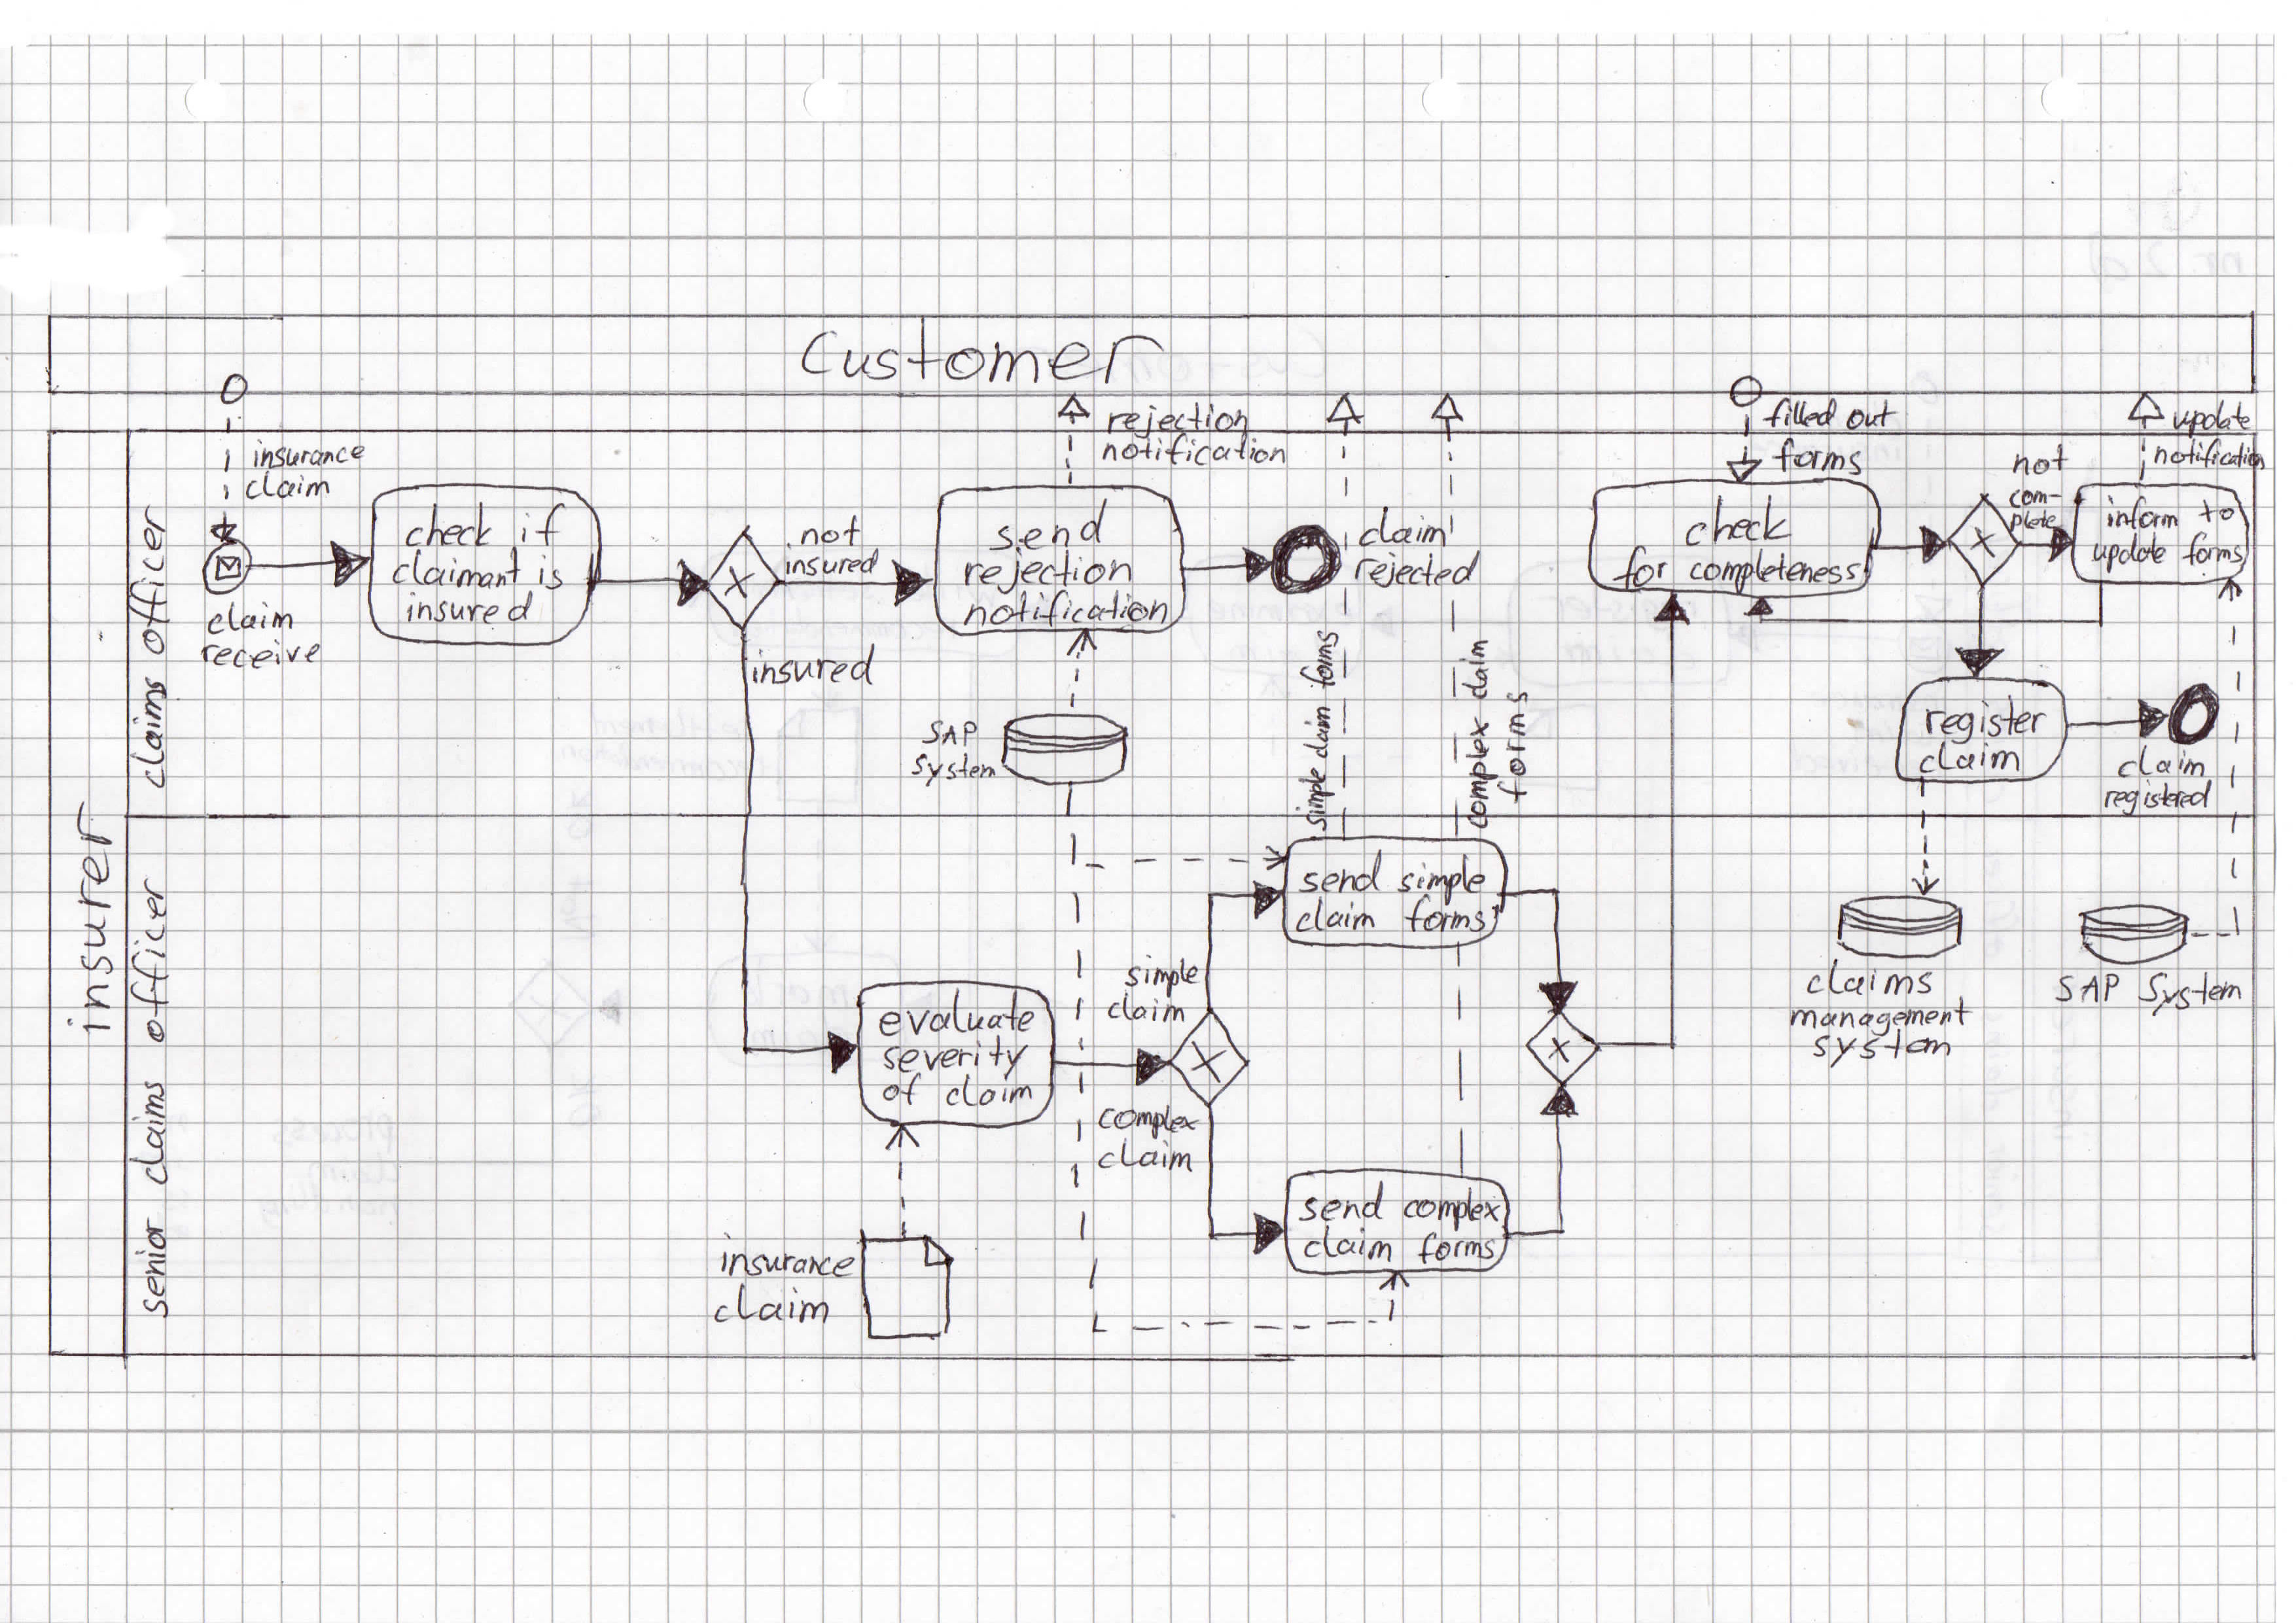 Customer
insurance
claim
claim
receive
check if
claimant is
insured
not
insured
insured
send
rejection
notification
rejection
notification
SAP
System
claim
rejected
simple claim forms
complex claim
forms
filled out
forms
check
for completeness
not
com-
plete
inform to
update forms
update
notification
register
claim
claim
registered
insurer
claims officer
senior claims officer
evaluate
severity
of claim
insurance
claim
simple
claim
complex
claim
send simple
claim forms
send complex
claim forms
claims
management
system
SAP System